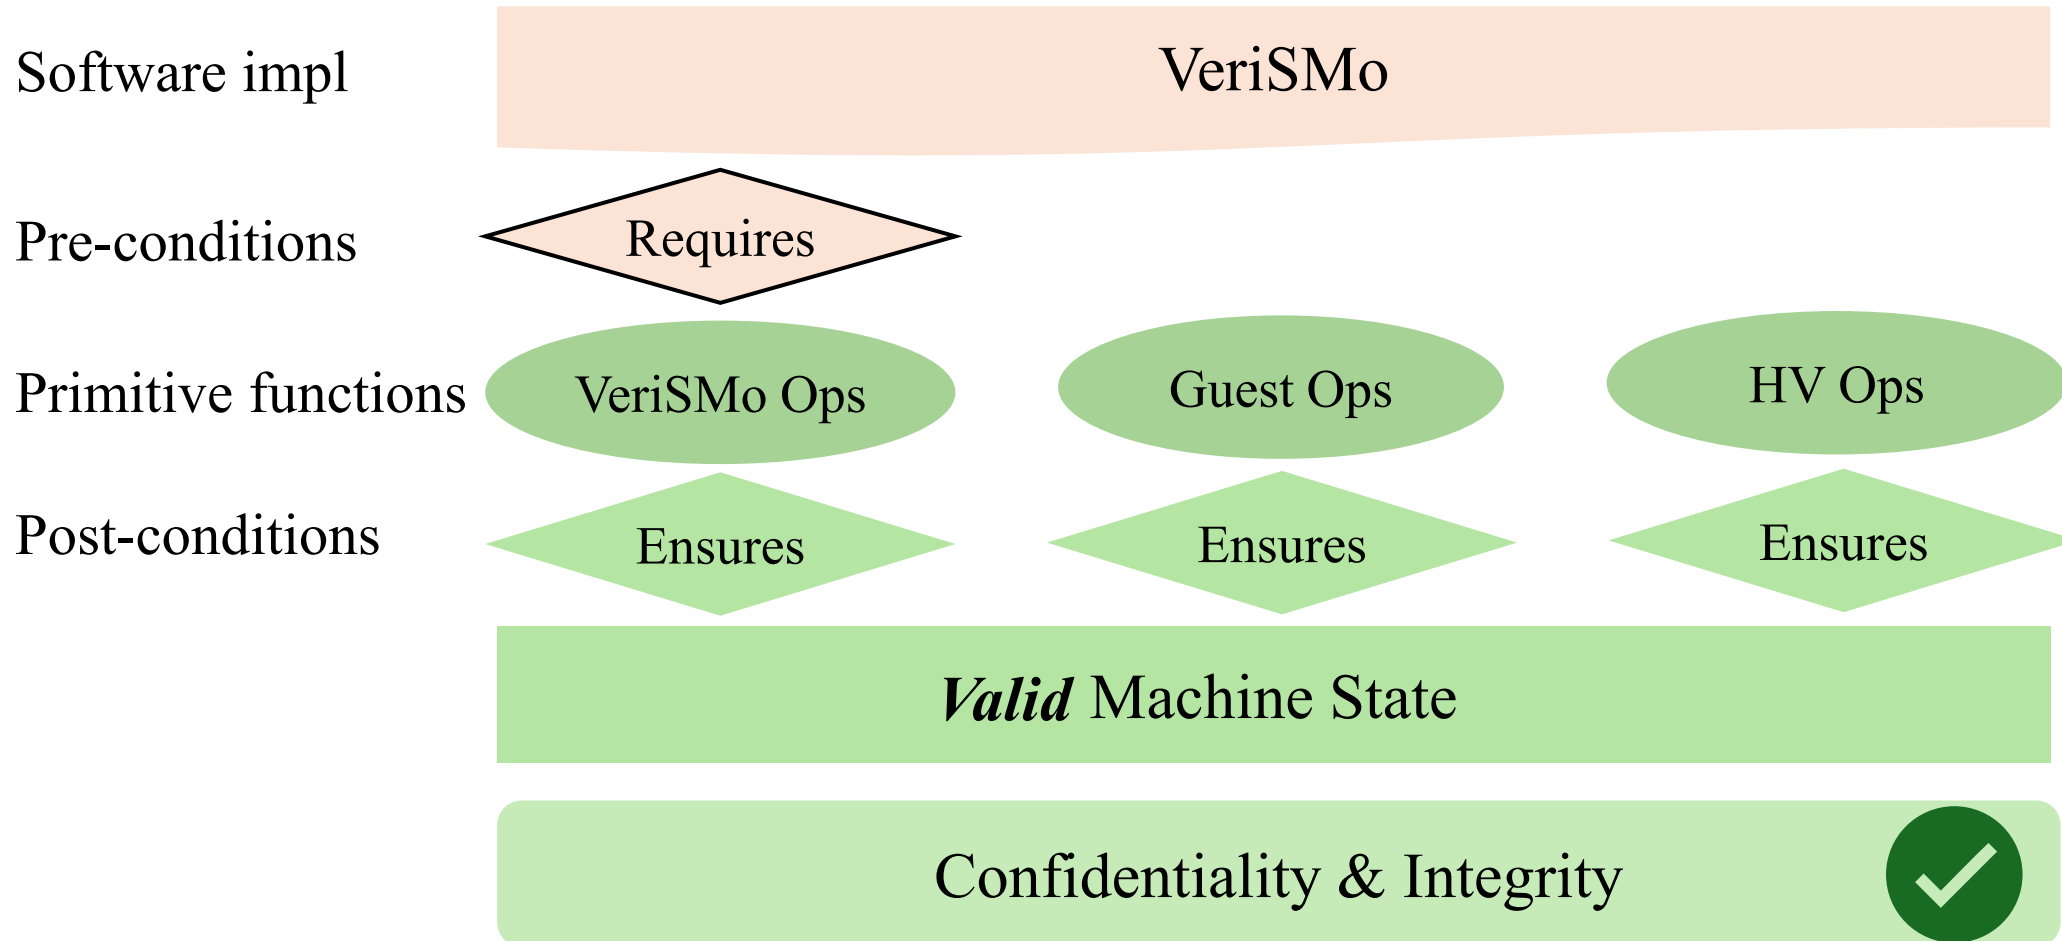 Software impl
VeriSMo
Pre-conditions
Requires
Primitive functions
VeriSMo Ops
Guest Ops
HV Ops
Post-conditions
Ensures
Ensures
Ensures
Valid Machine State
Confidentiality & Integrity